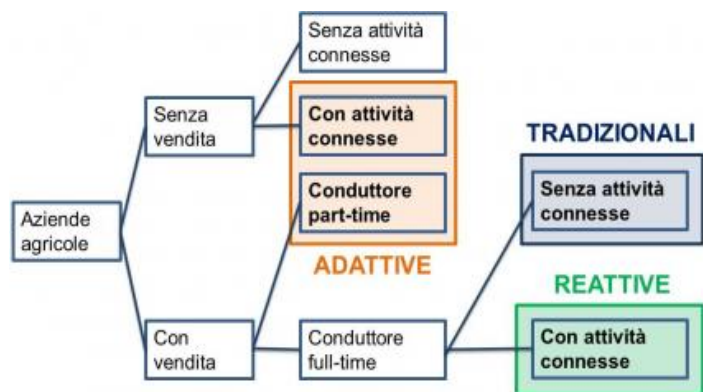 Senza attività
connesse
Senza
vendita
Con attività
connesse
TRADIZIONALI
Conduttore
part-time
Senza attività
connesse
Aziende
agricole
ADATTIVE
REATTIVE
Con
vendita
Conduttore
full-time
Con attività
connesse